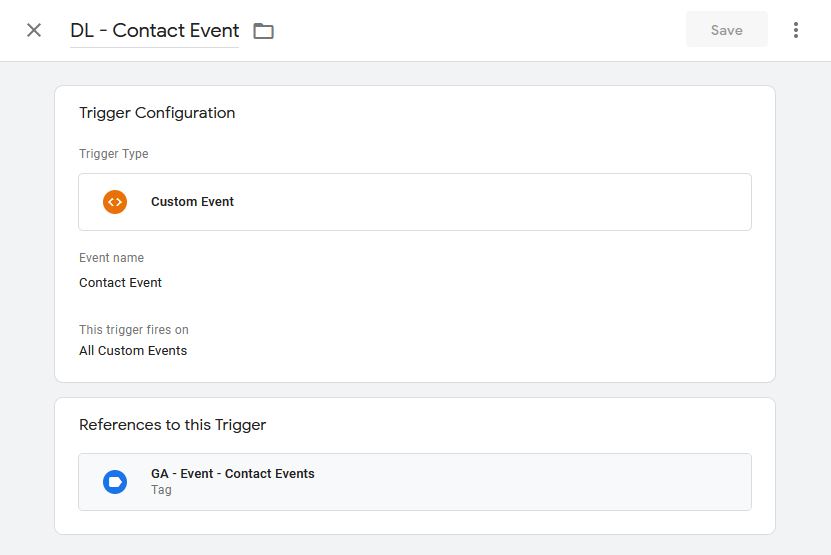 DL - Contact Event
Save
Trigger Configuration
Trigger Type
Custom Event
Event name
Contact Event
This trigger fires on
All Custom Events
References to this Trigger
GA - Event - Contact Events
Tag